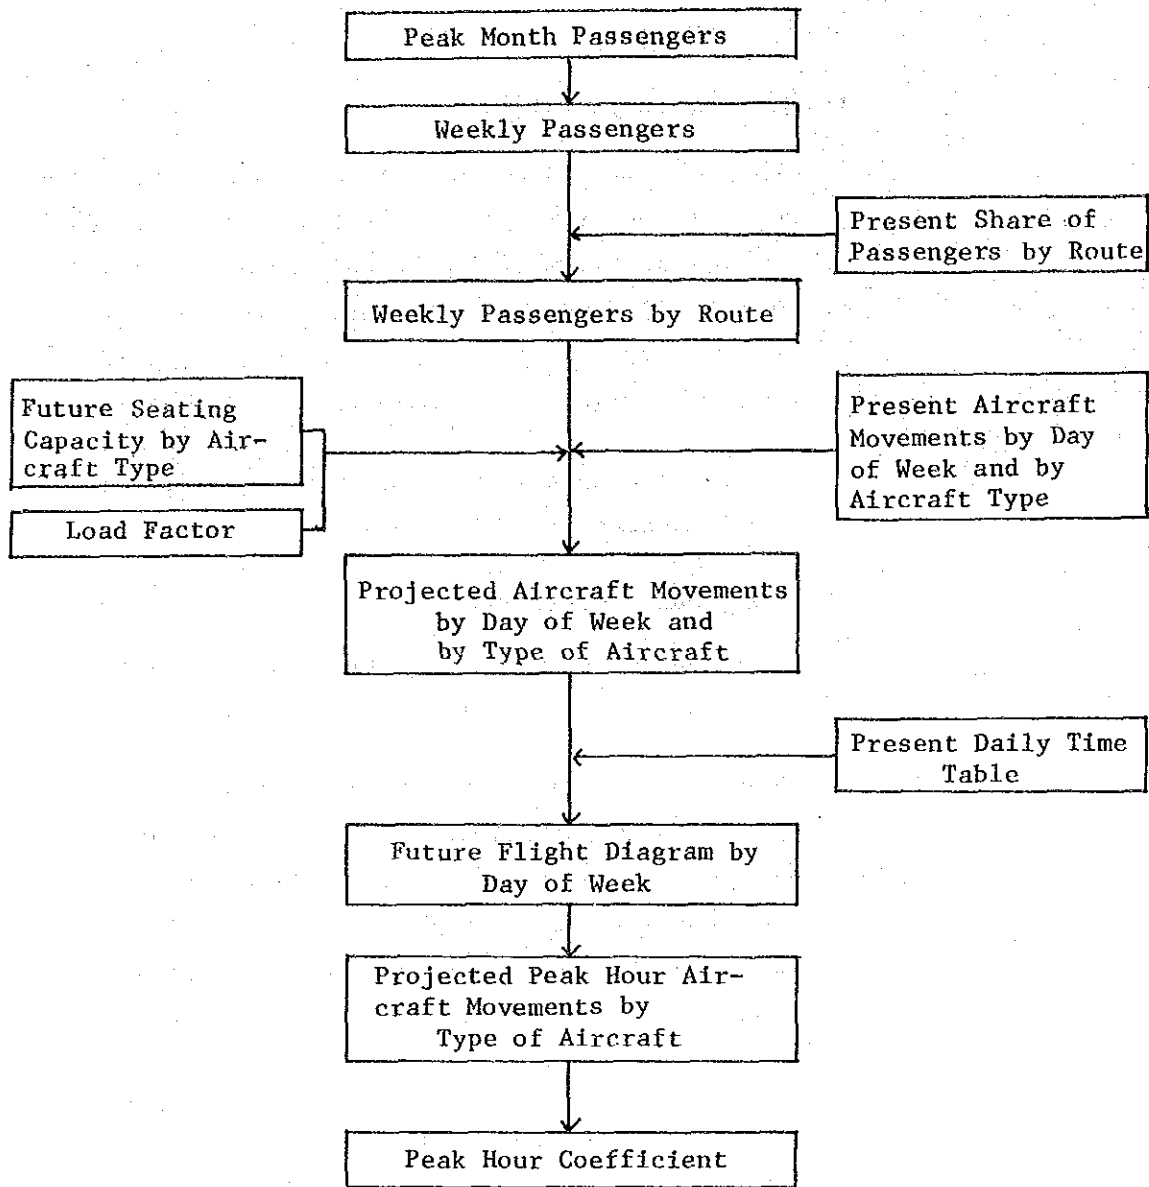 Peak Month Passengers
Weekly Passengers
Present Share of
Passengers by Route
Weekly Passengers by Route
Future Seating
Capacity by Air-
craft Type
Load Factor
Present Aircraft
Movements by Day
of Week and by
Aircraft Type
Projected Aircraft Movements
by Day of Week and
by Type of Aircraft
Present Daily Time
Table
Future Flight Diagram by
Day of Week
Projected Peak Hour Air-
craft Movements by
Type of Aircraft
Peak Hour Coefficient